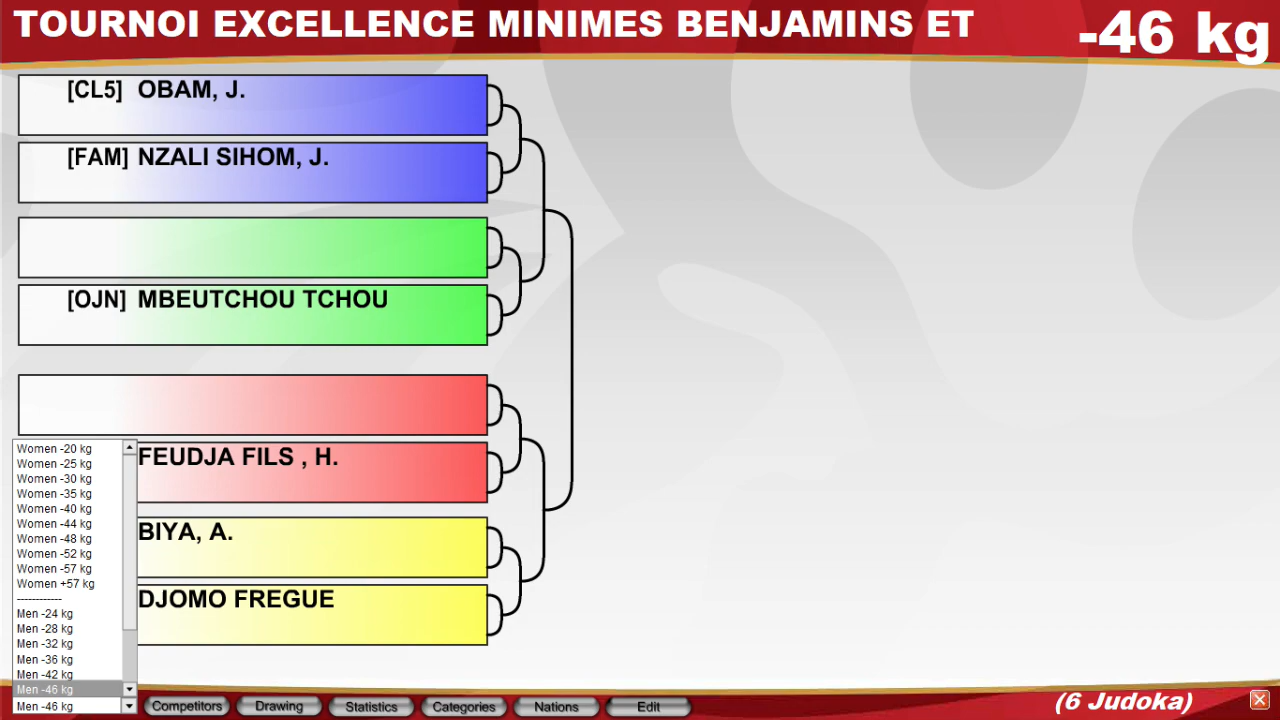 TOURNOI EXCELLENCE MINIMES BENJAMINS ET
-46 kg
[CL5] OBAM, J.
[FAM] NZALI SIHOM, J.
[OJN] MBEUTCHOU TCHOU
FEUDJA FILS , H.
BIYA, A.
DJOMO FREGUE
Women -20 kg
Women -25 kg
Women -30 kg
Women -35 kg
Women -40 kg
Women -44 kg
Women -48 kg
Women -52 kg
Women -57 kg
Women +57 kg
------------
Men -24 kg
Men -28 kg
Men -32 kg
Men -36 kg
Men -42 kg
Men -46 kg
Men -46 kg
Competitors
Drawing
Statistics
Categories
Nations
Edit
(6 Judoka)